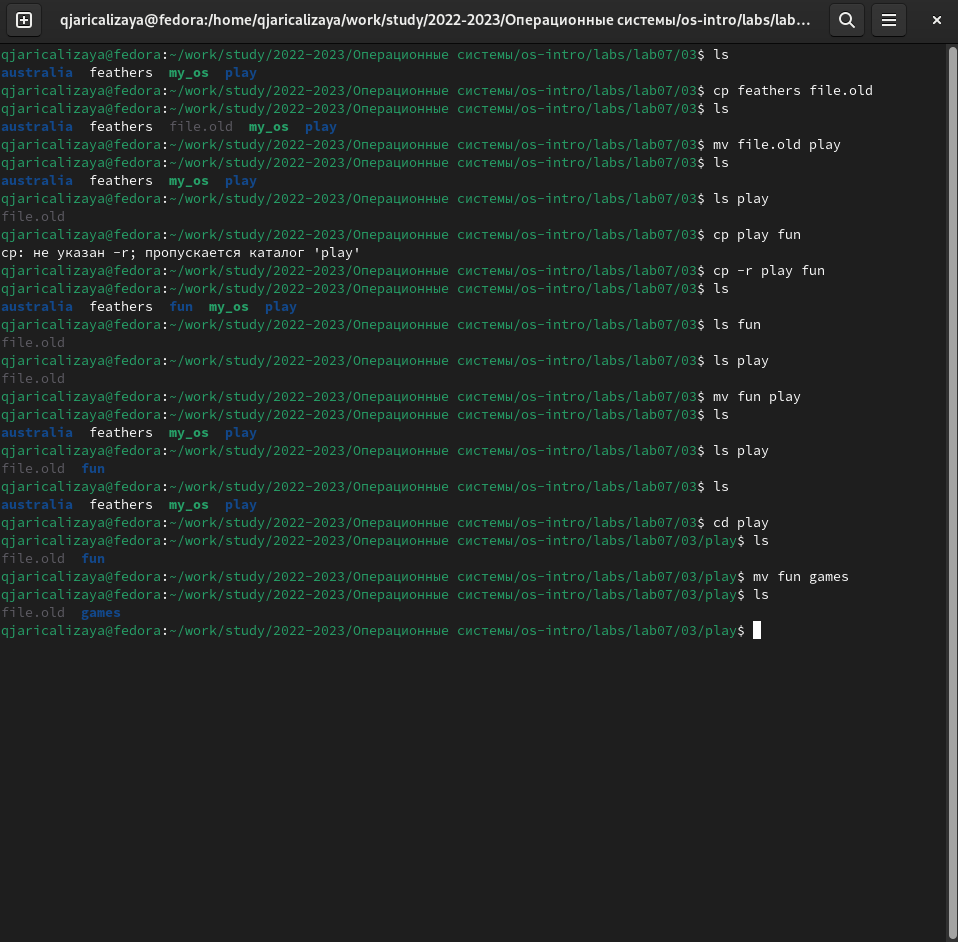 qjaricalizaya@fedora:/home/qjaricalizaya/work/study/2022-2023/Операционные системы/os-intro/labs/lab...
qjaricalizaya@fedora:~/work/study/2022-2023/Операционные системы/os-intro/labs/lab07/03$ ls
australia  feathers  my_os  play
qjaricalizaya@fedora:~/work/study/2022-2023/Операционные системы/os-intro/labs/lab07/03$ cp feathers file.old
qjaricalizaya@fedora:~/work/study/2022-2023/Операционные системы/os-intro/labs/lab07/03$ ls
australia  feathers  file.old  my_os  play
qjaricalizaya@fedora:~/work/study/2022-2023/Операционные системы/os-intro/labs/lab07/03$ mv file.old play
qjaricalizaya@fedora:~/work/study/2022-2023/Операционные системы/os-intro/labs/lab07/03$ ls
australia  feathers  my_os  play
qjaricalizaya@fedora:~/work/study/2022-2023/Операционные системы/os-intro/labs/lab07/03$ ls play
file.old
qjaricalizaya@fedora:~/work/study/2022-2023/Операционные системы/os-intro/labs/lab07/03$ cp play fun
cp: не указан -r; пропускается каталог 'play'
qjaricalizaya@fedora:~/work/study/2022-2023/Операционные системы/os-intro/labs/lab07/03$ cp -r play fun
qjaricalizaya@fedora:~/work/study/2022-2023/Операционные системы/os-intro/labs/lab07/03$ ls
australia  feathers  fun  my_os  play
qjaricalizaya@fedora:~/work/study/2022-2023/Операционные системы/os-intro/labs/lab07/03$ ls fun
file.old
qjaricalizaya@fedora:~/work/study/2022-2023/Операционные системы/os-intro/labs/lab07/03$ ls play
file.old
qjaricalizaya@fedora:~/work/study/2022-2023/Операционные системы/os-intro/labs/lab07/03$ mv fun play
qjaricalizaya@fedora:~/work/study/2022-2023/Операционные системы/os-intro/labs/lab07/03$ ls
australia  feathers  my_os  play
qjaricalizaya@fedora:~/work/study/2022-2023/Операционные системы/os-intro/labs/lab07/03$ ls play
file.old  fun
qjaricalizaya@fedora:~/work/study/2022-2023/Операционные системы/os-intro/labs/lab07/03$ ls
australia  feathers  my_os  play
qjaricalizaya@fedora:~/work/study/2022-2023/Операционные системы/os-intro/labs/lab07/03$ cd play
qjaricalizaya@fedora:~/work/study/2022-2023/Операционные системы/os-intro/labs/lab07/03/play$ ls
file.old  fun
qjaricalizaya@fedora:~/work/study/2022-2023/Операционные системы/os-intro/labs/lab07/03/play$ mv fun games
qjaricalizaya@fedora:~/work/study/2022-2023/Операционные системы/os-intro/labs/lab07/03/play$ ls
file.old  games
qjaricalizaya@fedora:~/work/study/2022-2023/Операционные системы/os-intro/labs/lab07/03/play$